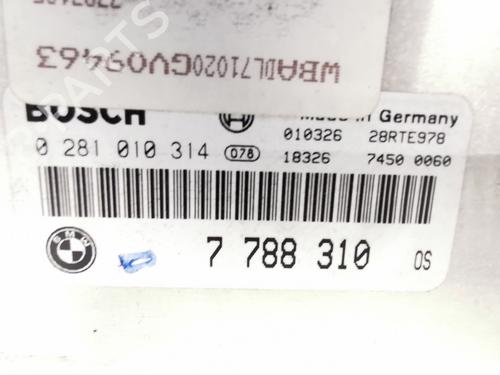 WBADL71020GV09463
BOSCH
Made in Germany
010326 28RTE978
0 281 010 314 078 18326 7450 0060
BMW 7 788 310 OS